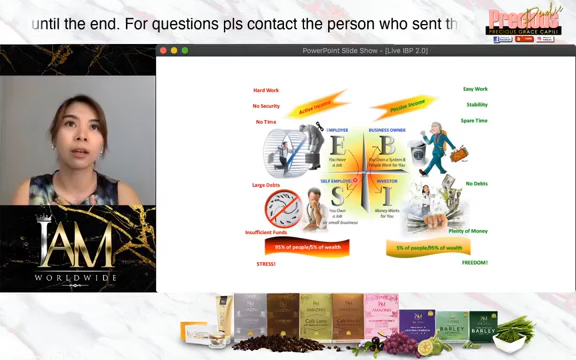 until the end. For questions pls contact the person who sent th
Precious
PRECIOUS GRACE CAPILI
PowerPoint Slide Show - [Live IBP 2.0]
Hard Work
No Security
No Time
Active Income
Passive Income
Easy Work
Stability
Spare Time
EMPLOYEE
E
You Have
a Job
BUSINESS OWNER
B
You Own a System &
People Work for You
SELF EMPLOYED
S
You Own
a Job
or small business
INVESTOR
I
Money Works
for You
Large Debts
Insufficient Funds
No Debts
Plenty of Money
95% of people/5% of wealth
5% of people/95% of wealth
STRESS!
FREEDOM!
IAM
WORLDWIDE
BARLEY
BARLEY